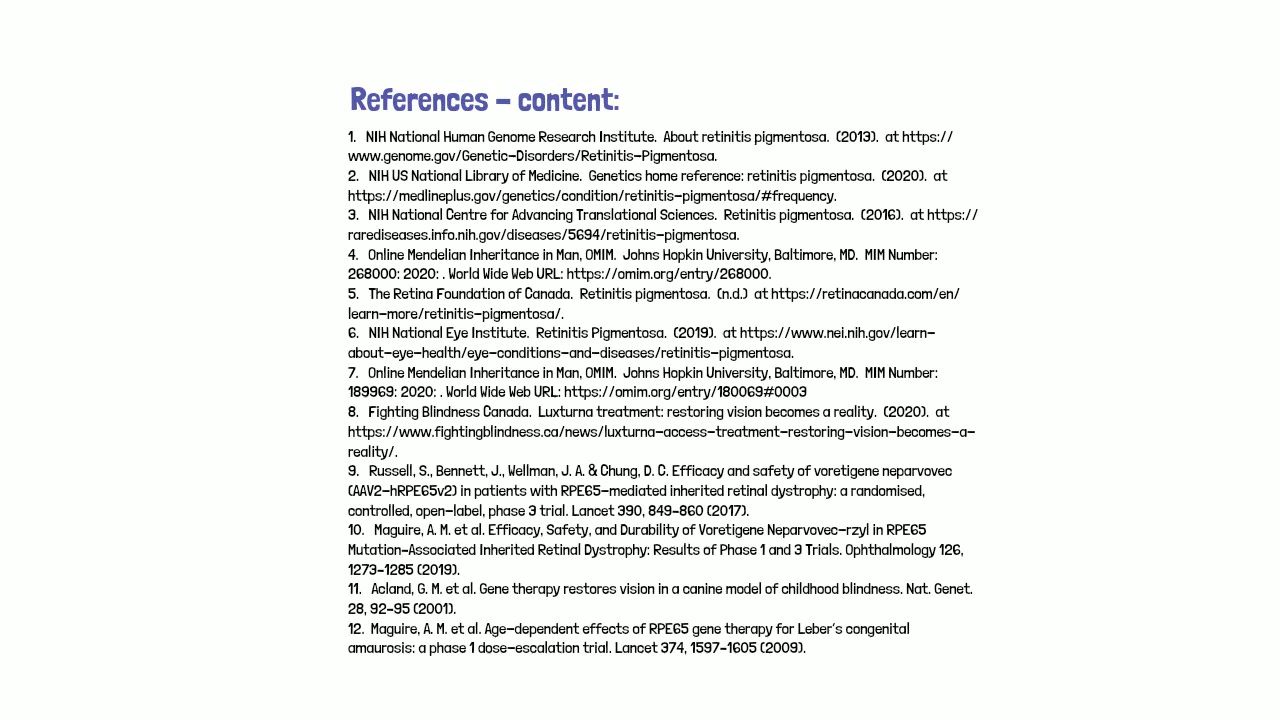 References - content:
1. NIH National Human Genome Research Institute. About retinitis pigmentosa. (2013). at https://
www.genome.gov/Genetic-Disorders/Retinitis-Pigmentosa.
2. NIH US National Library of Medicine. Genetics home reference: retinitis pigmentosa. (2020). at
https://medlineplus.gov/genetics/condition/retinitis-pigmentosa/#frequency.
3. NIH National Centre for Advancing Translational Sciences. Retinitis pigmentosa. (2016). at https://
rarediseases.info.nih.gov/diseases/5694/retinitis-pigmentosa.
4. Online Mendelian Inheritance in Man, OMIM. Johns Hopkin University, Baltimore, MD. MIM Number:
268000: 2020: . World Wide Web URL: https://omim.org/entry/268000.
5. The Retina Foundation of Canada. Retinitis pigmentosa. (n.d.) at https://retinacanada.com/en/
learn-more/retinitis-pigmentosa/.
6. NIH National Eye Institute. Retinitis Pigmentosa. (2019). at https://www.nei.nih.gov/learn-
about-eye-health/eye-conditions-and-diseases/retinitis-pigmentosa.
7. Online Mendelian Inheritance in Man, OMIM. Johns Hopkin University, Baltimore, MD. MIM Number:
189969: 2020: . World Wide Web URL: https://omim.org/entry/180069#0003
8. Fighting Blindness Canada. Luxturna treatment: restoring vision becomes a reality. (2020). at
https://www.fightingblindness.ca/news/luxturna-access-treatment-restoring-vision-becomes-a-
reality/.
9. Russell, S., Bennett, J., Wellman, J. A. & Chung, D. C. Efficacy and safety of voretigene neparvovec
(AAV2-hRPE65v2) in patients with RPE65-mediated inherited retinal dystrophy: a randomised,
controlled, open-label, phase 3 trial. Lancet 390, 849-860 (2017).
10. Maguire, A. M. et al. Efficacy, Safety, and Durability of Voretigene Neparvovec-rzyl in RPE65
Mutation-Associated Inherited Retinal Dystrophy: Results of Phase 1 and 3 Trials. Ophthalmology 126,
1273-1285 (2019).
11. Acland, G. M. et al. Gene therapy restores vision in a canine model of childhood blindness. Nat. Genet.
28, 92-95 (2001).
12. Maguire, A. M. et al. Age-dependent effects of RPE65 gene therapy for Leber's congenital
amaurosis: a phase 1 dose-escalation trial. Lancet 374, 1597-1605 (2009).